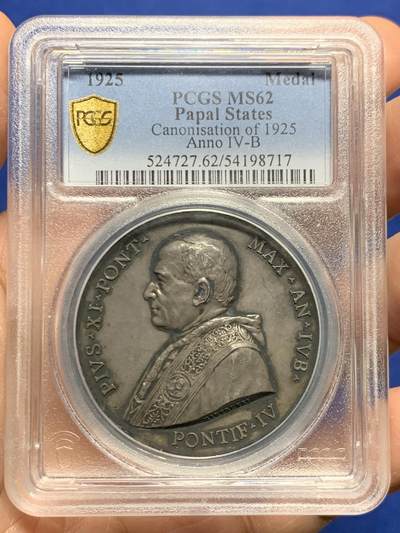 1925 Medal
PCGS MS62
Papal States
Canonisation of 1925
Anno IV-B
524727.62/54198717
PCGS
PIVS·XI·PONT· MAX·AN·IVB·
PONTIF·IV
PCGS